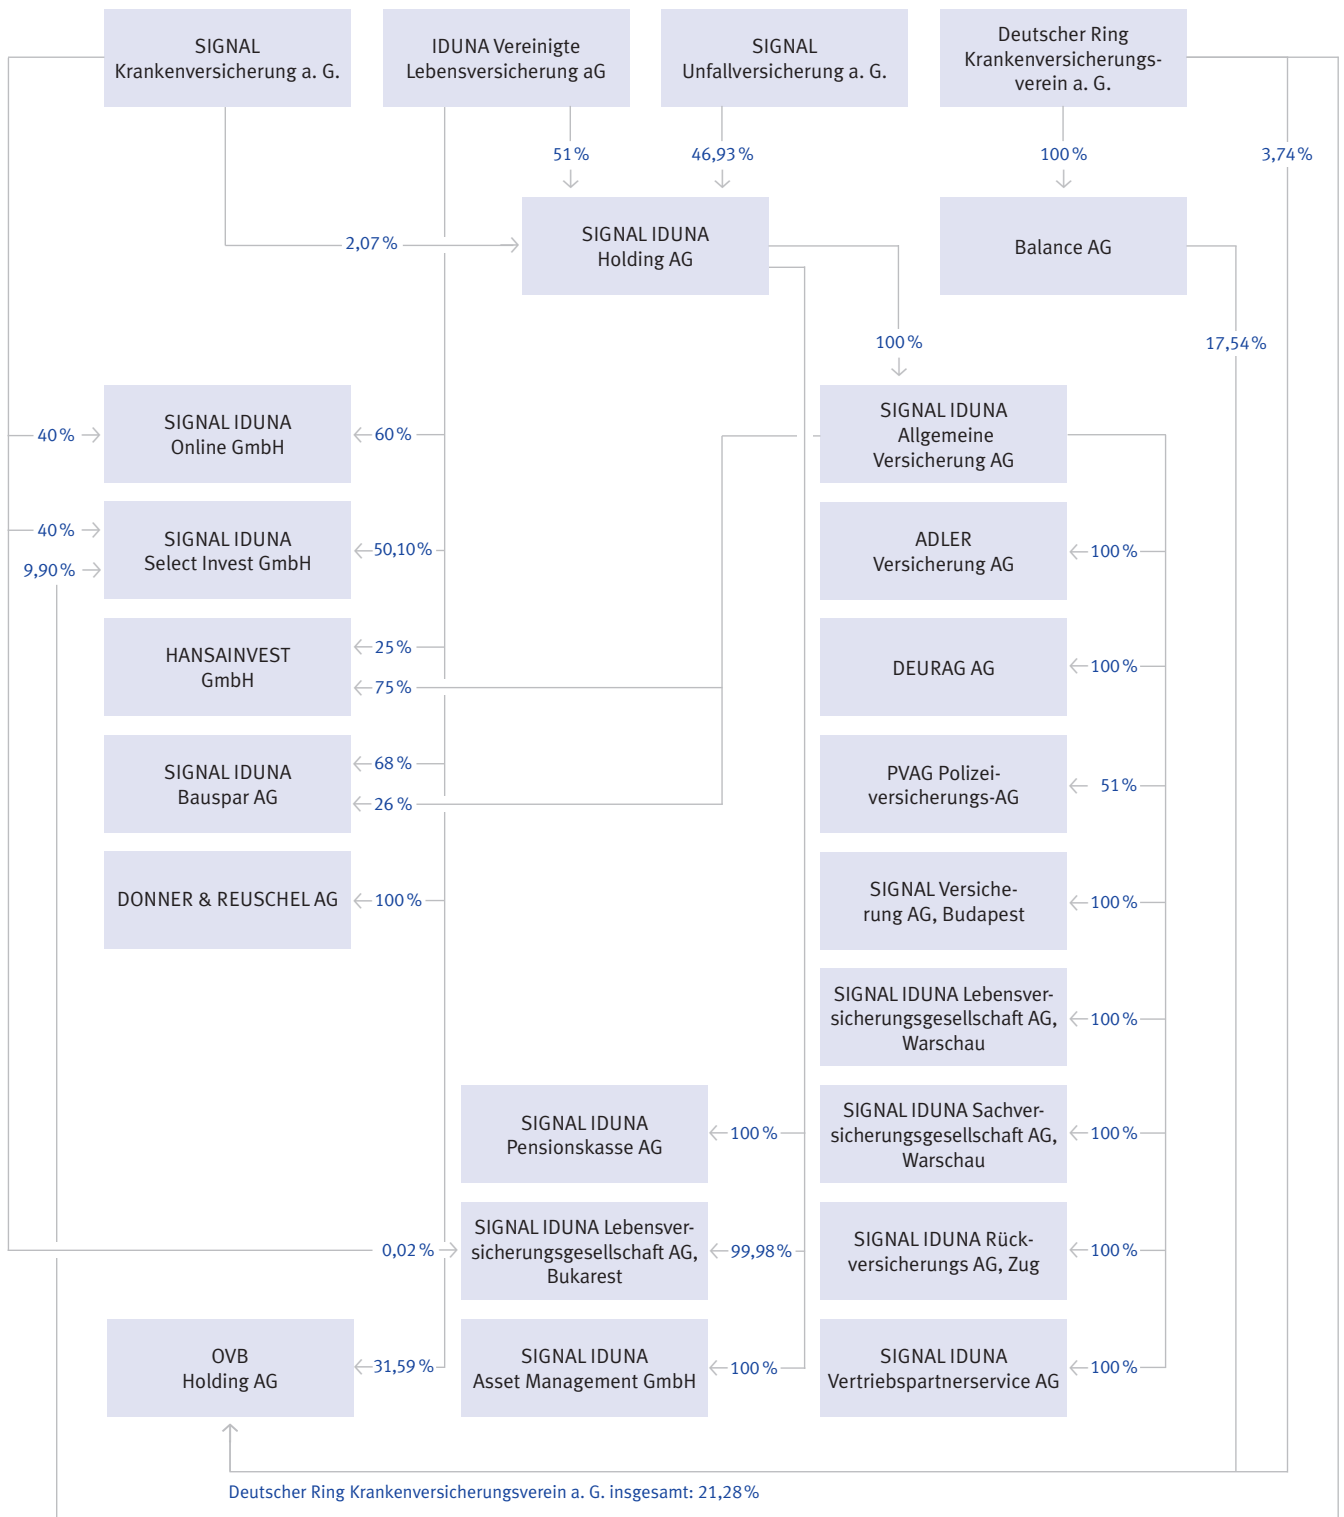 SIGNAL
Krankenversicherung a. G.
IDUNA Vereinigte
Lebensversicherung aG
SIGNAL
Unfallversicherung a. G.
Deutscher Ring
Krankenversicherungs-
verein a. G.
51 %
46,93 %
100 %
3,74 %
2,07 %
SIGNAL IDUNA
Holding AG
Balance AG
100 %
17,54 %
40 %
SIGNAL IDUNA
Online GmbH
60 %
SIGNAL IDUNA
Allgemeine
Versicherung AG
40 %
9,90 %
SIGNAL IDUNA
Select Invest GmbH
50,10 %
ADLER
Versicherung AG
100 %
HANSAINVEST
GmbH
25 %
75 %
DEURAG AG
100 %
SIGNAL IDUNA
Bauspar AG
68 %
26 %
PVAG Polizei-
versicherungs-AG
51 %
DONNER & REUSCHEL AG
100 %
SIGNAL Versiche-
rung AG, Budapest
100 %
SIGNAL IDUNA Lebensver-
sicherungsgesellschaft AG,
Warschau
100 %
SIGNAL IDUNA
Pensionskasse AG
100 %
SIGNAL IDUNA Sachver-
sicherungsgesellschaft AG,
Warschau
100 %
0,02 %
SIGNAL IDUNA Lebensver-
sicherungsgesellschaft AG,
Bukarest
99,98 %
SIGNAL IDUNA Rück-
versicherungs AG, Zug
100 %
OVB
Holding AG
31,59 %
SIGNAL IDUNA
Asset Management GmbH
100 %
SIGNAL IDUNA
Vertriebspartnerservice AG
100 %
Deutscher Ring Krankenversicherungsverein a. G. insgesamt: 21,28 %